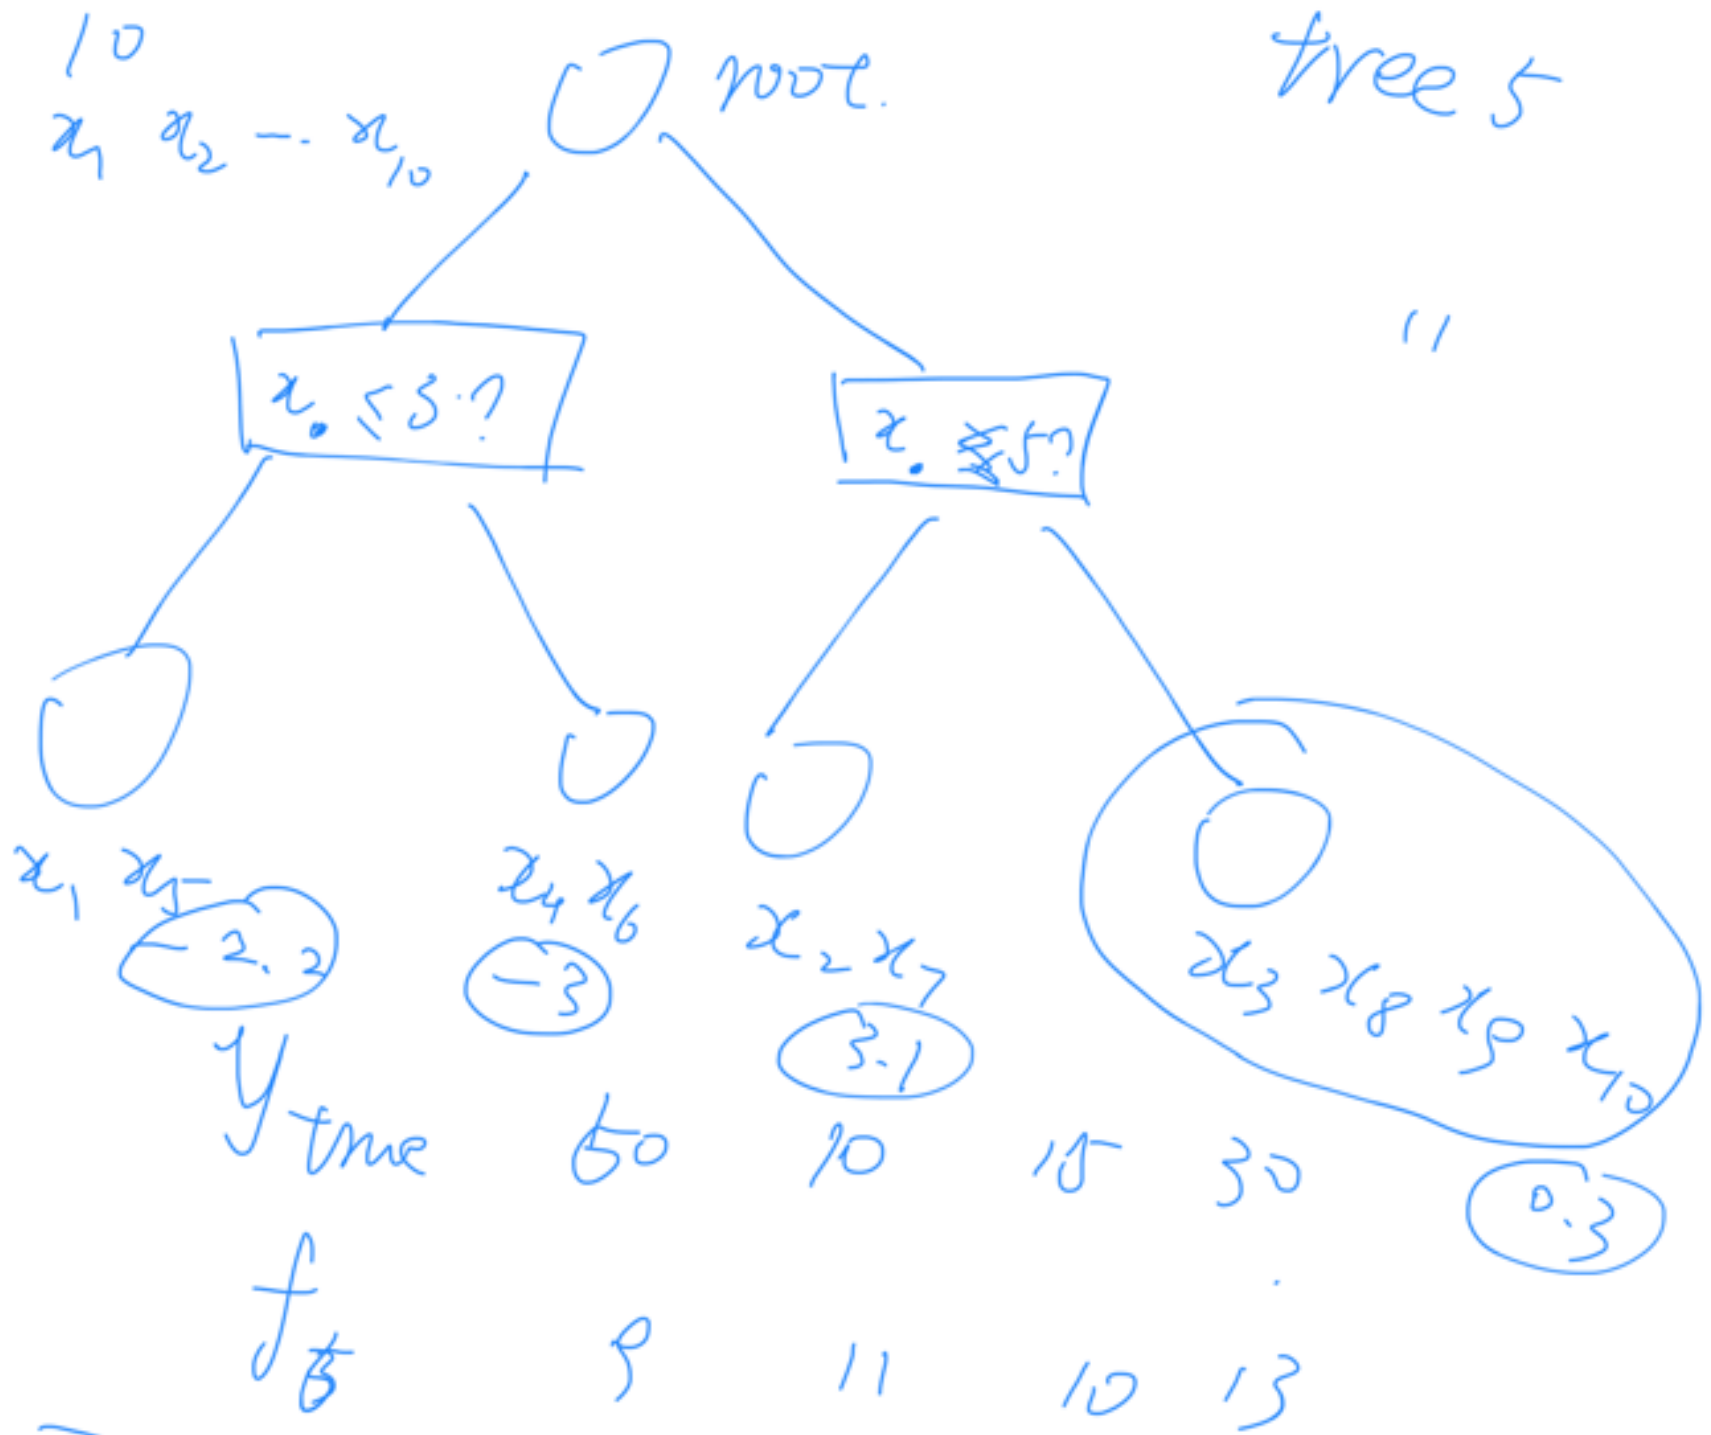 10
root. tree 5
x1 x2 -- x10
"
x. ≤ 3.?
x. 5?
x1 x5 x4 x6
-2.2 -3
x2 x7 x3 x8 x9 x10
3.1
y true 50 10 15 30
0.3
f5 9 11 10 13